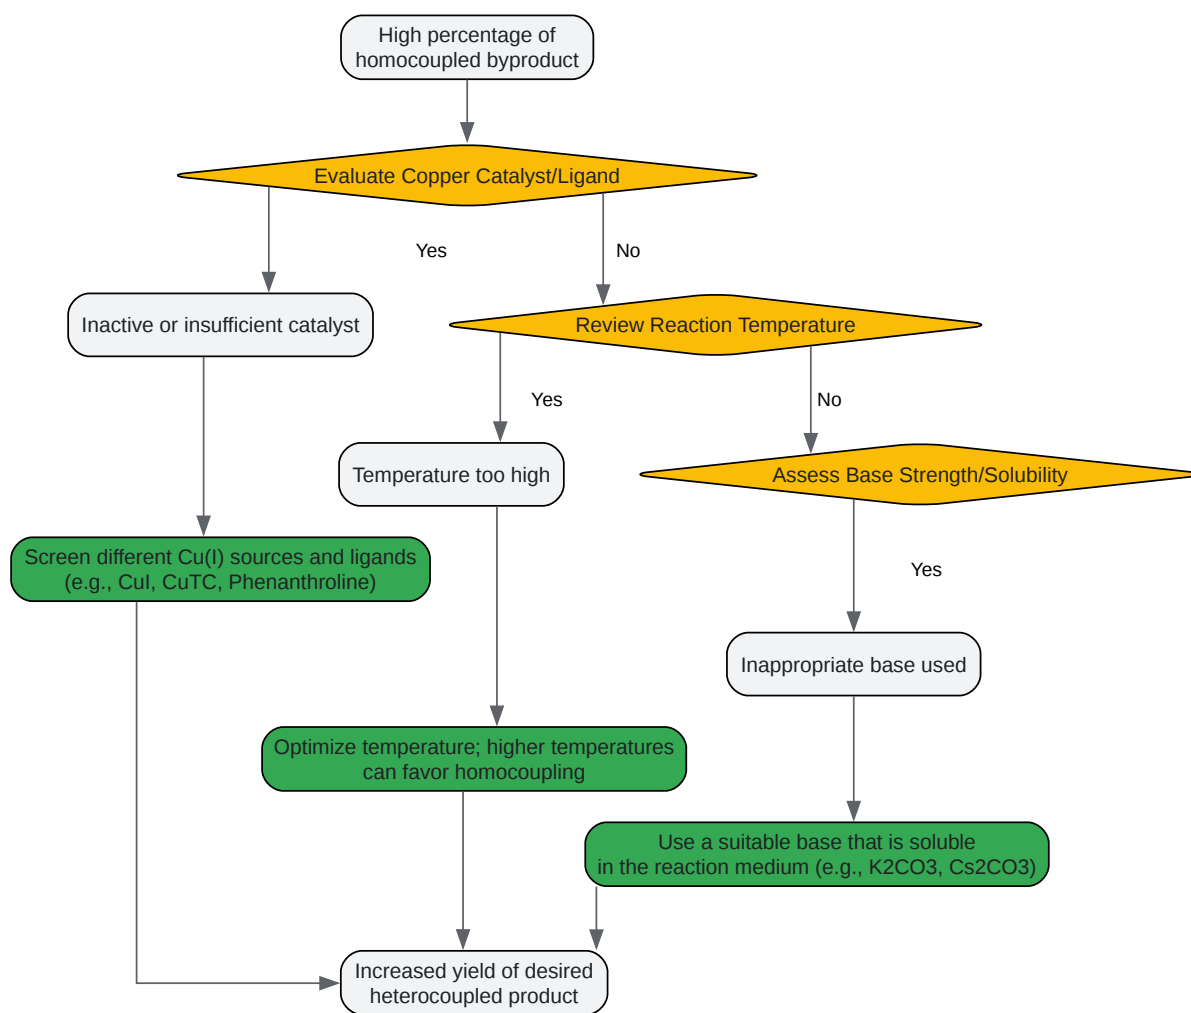 High percentage of
homocoupled byproduct
Evaluate Copper Catalyst/Ligand
Yes
No
Inactive or insufficient catalyst
Review Reaction Temperature
Yes
No
Temperature too high
Assess Base Strength/Solubility
Screen different Cu(I) sources and ligands
(e.g., CuI, CuTC, Phenanthroline)
Yes
Inappropriate base used
Optimize temperature; higher temperatures
can favor homocoupling
Use a suitable base that is soluble
in the reaction medium (e.g., K2CO3, Cs2CO3)
Increased yield of desired
heterocoupled product